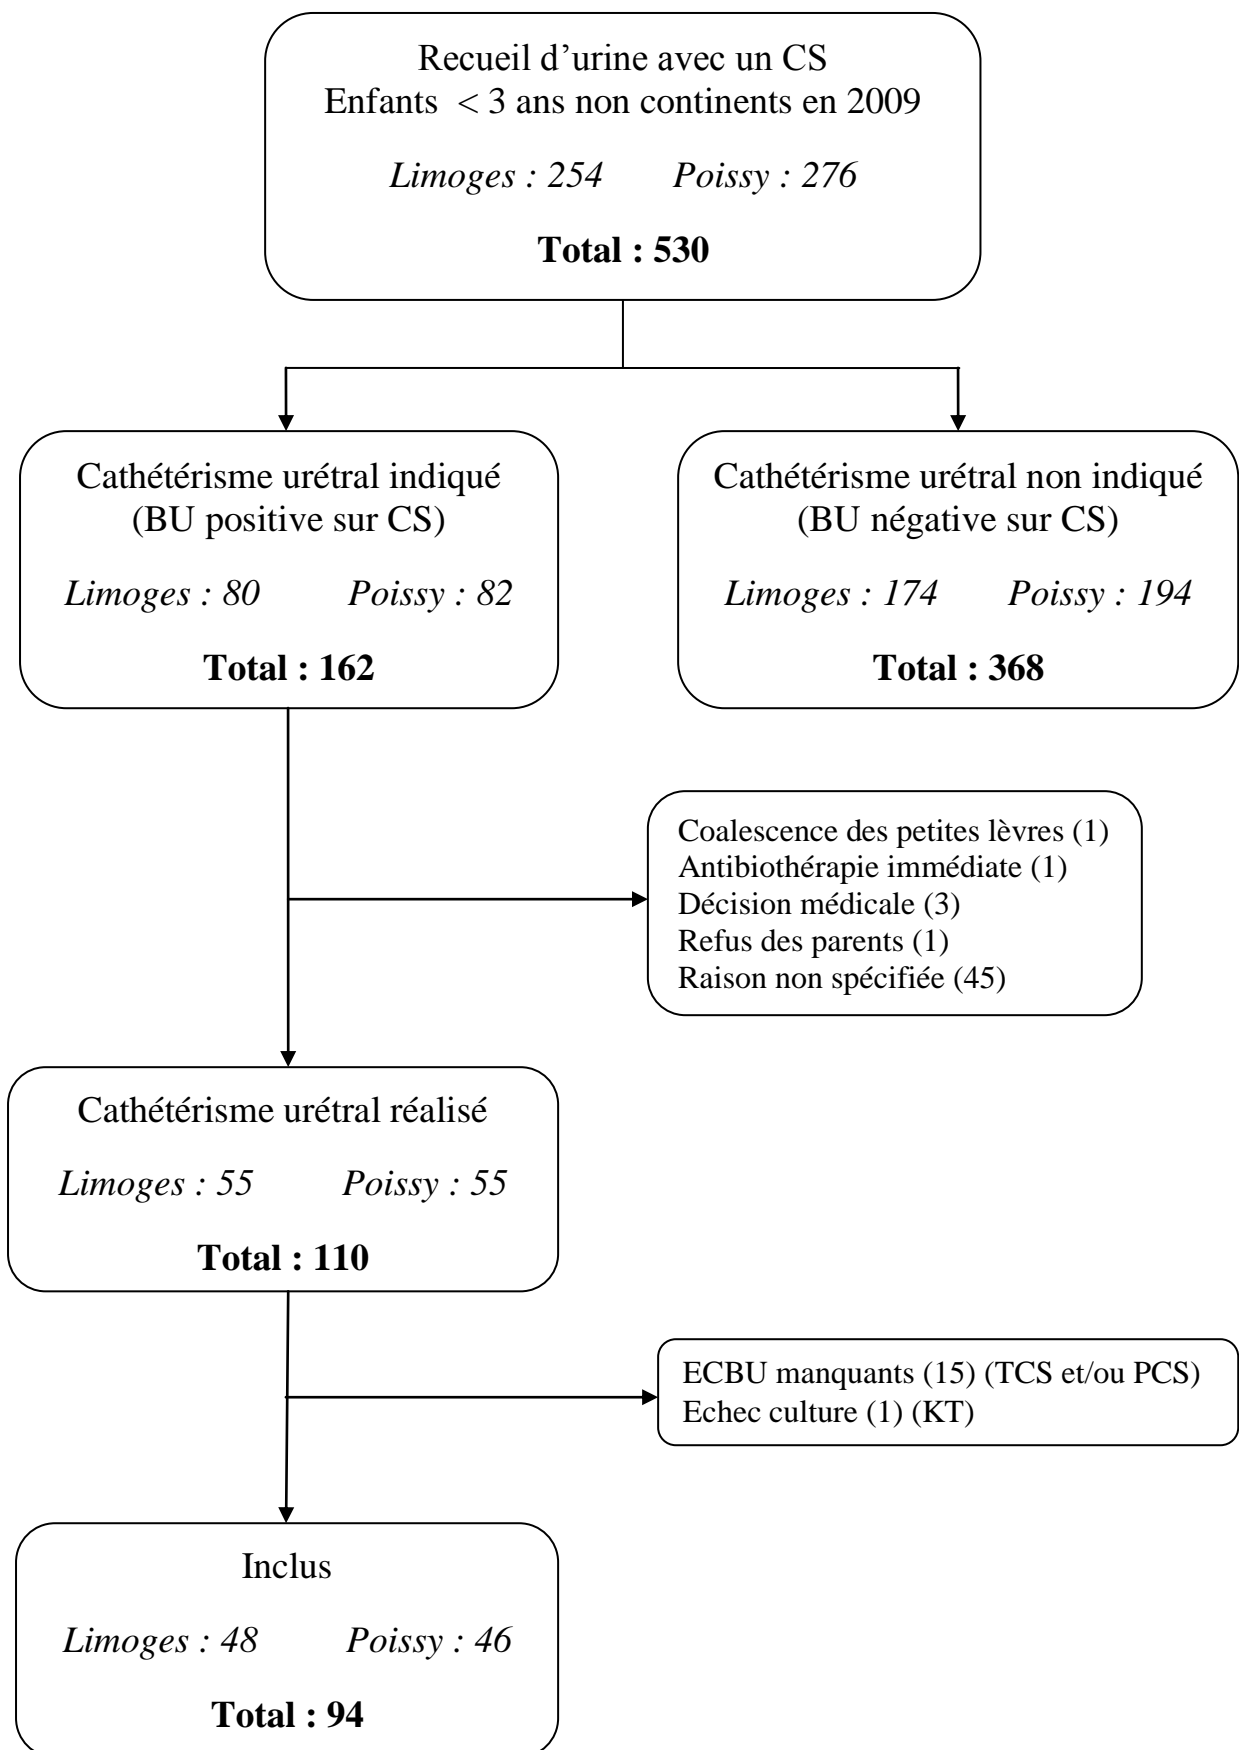 Recueil d’urine avec un CS
Enfants < 3 ans non continents en 2009
Limoges : 254 Poissy : 276
Total : 530
Cathétérisme urétral indiqué
(BU positive sur CS)
Limoges : 80 Poissy : 82
Total : 162
Cathétérisme urétral non indiqué
(BU négative sur CS)
Limoges : 174 Poissy : 194
Total : 368
Coalescence des petites lèvres (1)
Antibiothérapie immédiate (1)
Décision médicale (3)
Refus des parents (1)
Raison non spécifiée (45)
Cathétérisme urétral réalisé
Limoges : 55 Poissy : 55
Total : 110
ECBU manquants (15) (TCS et/ou PCS)
Echec culture (1) (KT)
Inclus
Limoges : 48 Poissy : 46
Total : 94